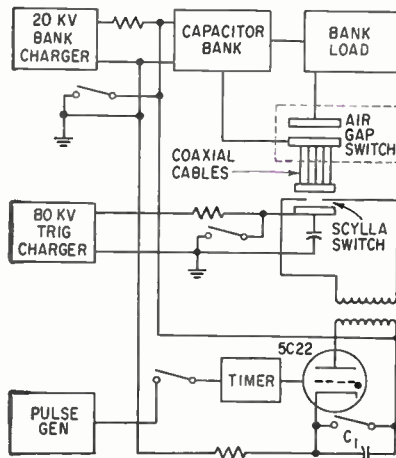 20 KV
BANK
CHARGER
CAPACITOR
BANK
BANK
LOAD
AIR
GAP
SWITCH
COAXIAL
CABLES
80 KV
TRIG
CHARGER
SCYLLA
SWITCH
5C22
TIMER
PULSE
GEN
C1